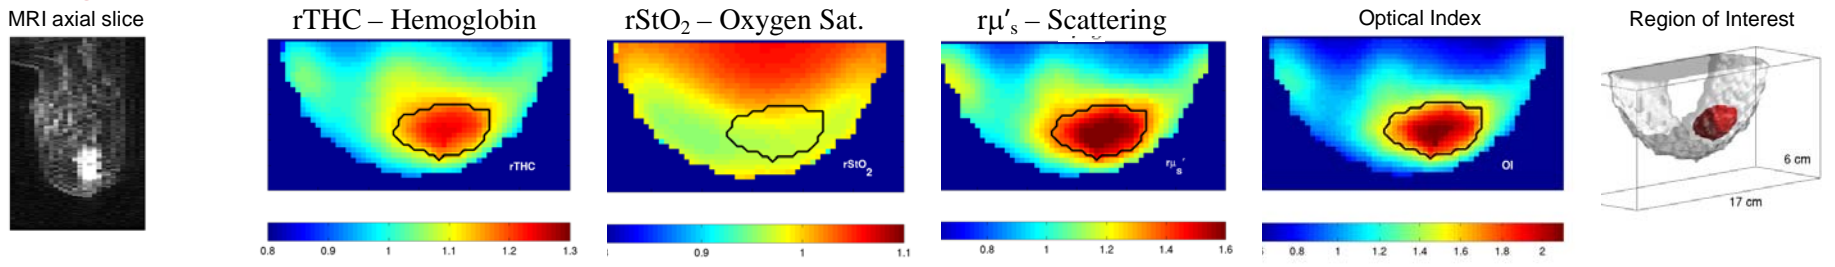 MRI axial slice
rTHC – Hemoglobin
rStO₂ – Oxygen Sat.
rμ′ₛ – Scattering
Optical Index
Region of Interest
rTHC
rStO₂
rμₛ′
OI
6 cm
17 cm
0.8 0.9 1 1.1 1.2 1.3
0.9 1 1.1
0.8 1 1.2 1.4 1.6
0.8 1 1.2 1.4 1.6 1.8 2